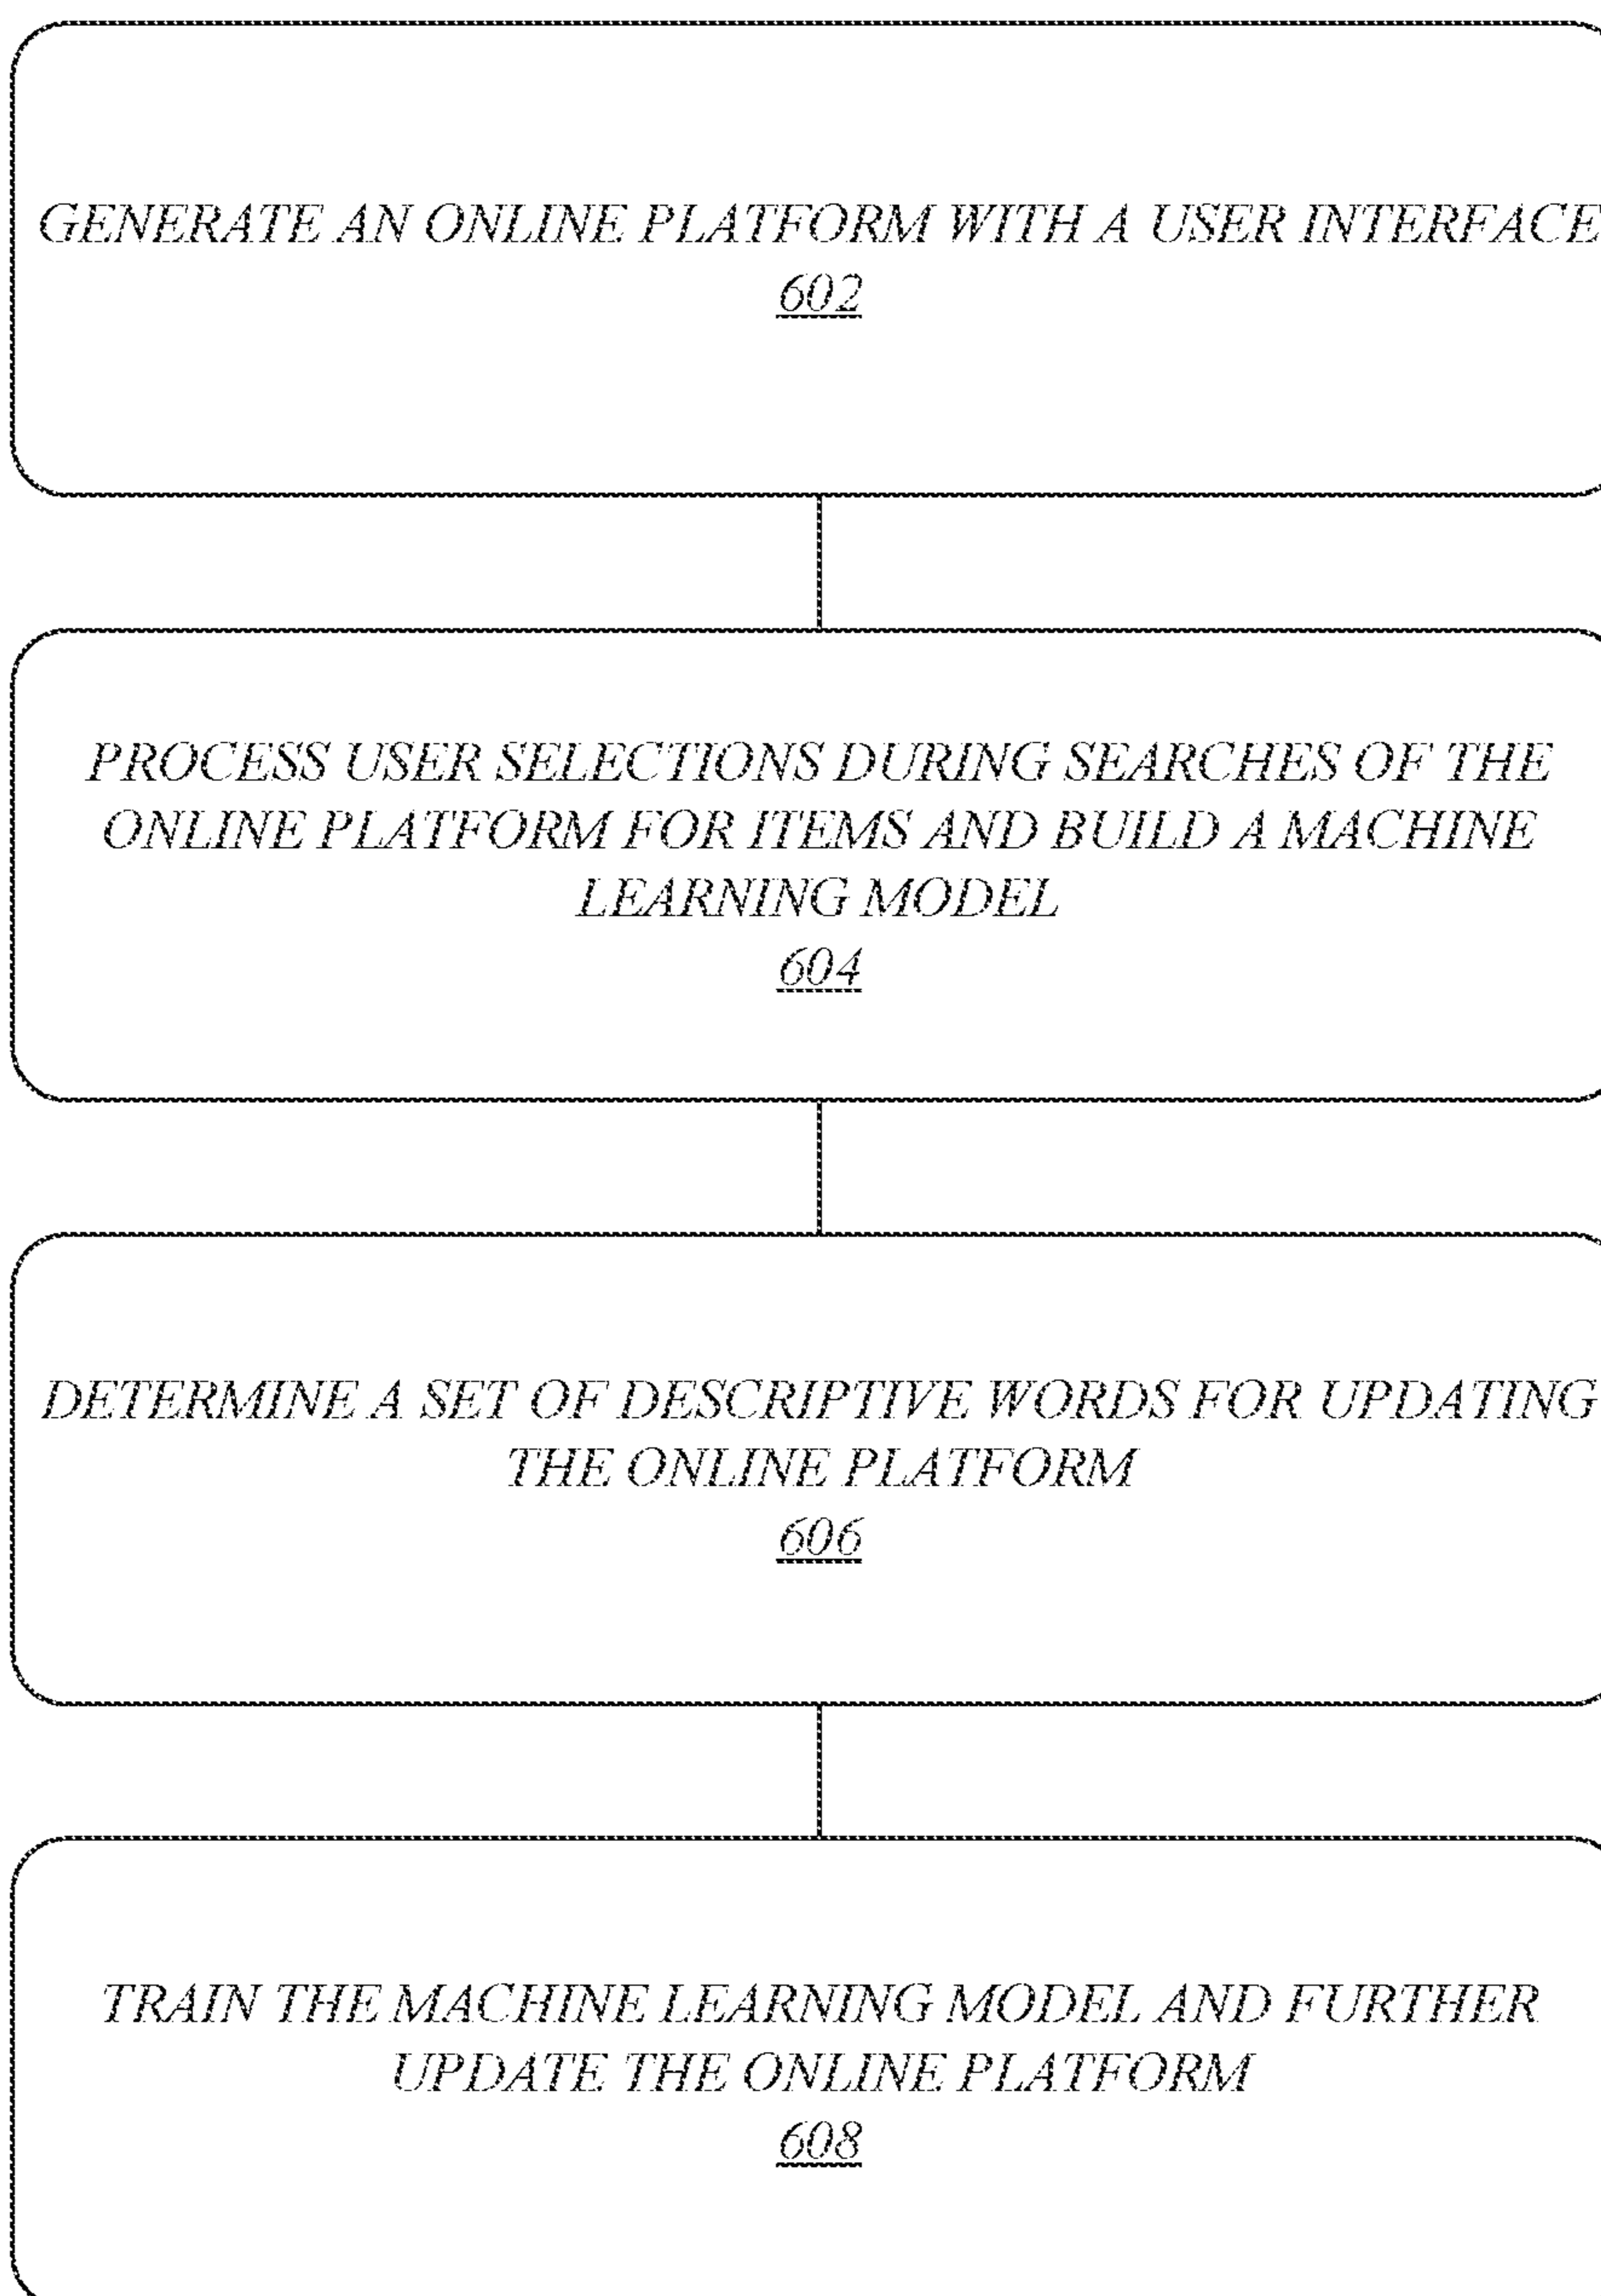 GENERATE AN ONLINE PLATFORM WITH A USER INTERFACE
602
PROCESS USER SELECTIONS DURING SEARCHES OF THE
ONLINE PLATFORM FOR ITEMS AND BUILD A MACHINE
LEARNING MODEL
604
DETERMINE A SET OF DESCRIPTIVE WORDS FOR UPDATING
THE ONLINE PLATFORM
606
TRAIN THE MACHINE LEARNING MODEL AND FURTHER
UPDATE THE ONLINE PLATFORM
608